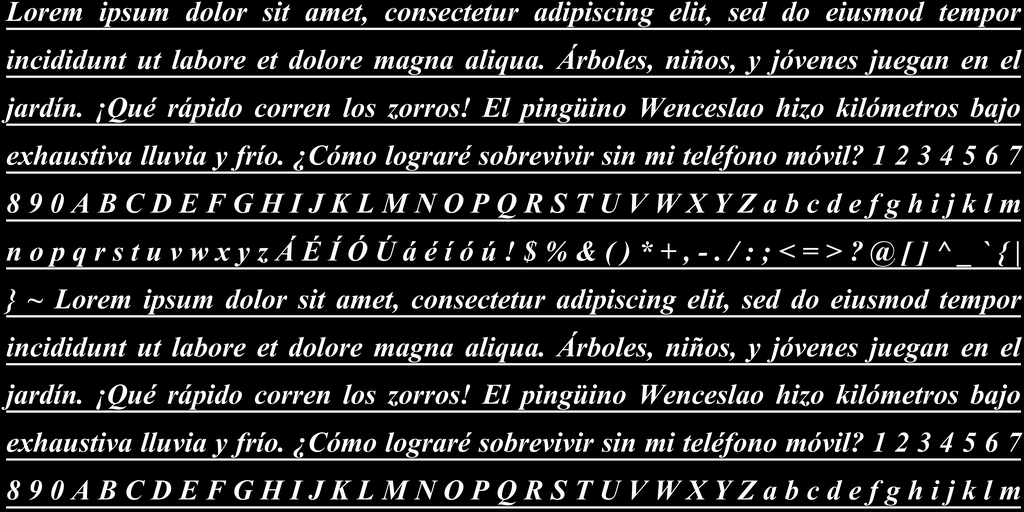 Lorem ipsum dolor sit amet, consectetur adipiscing elit, sed do eiusmod tempor
incididunt ut labore et dolore magna aliqua. Árboles, niños, y jóvenes juegan en el
jardín. ¡Qué rápido corren los zorros! El pingüino Wenceslao hizo kilómetros bajo
exhaustiva lluvia y frío. ¿Cómo lograré sobrevivir sin mi teléfono móvil? 1 2 3 4 5 6 7
8 9 0 A B C D E F G H I J K L M N O P Q R S T U V W X Y Z a b c d e f g h i j k l m
n o p q r s t u v w x y z Á É Í Ó Ú á é í ó ú ! $ % & ( ) * + , - . / : ; < = > ? @ [ ] ^ _ ` { |
} ~ Lorem ipsum dolor sit amet, consectetur adipiscing elit, sed do eiusmod tempor
incididunt ut labore et dolore magna aliqua. Árboles, niños, y jóvenes juegan en el
jardín. ¡Qué rápido corren los zorros! El pingüino Wenceslao hizo kilómetros bajo
exhaustiva lluvia y frío. ¿Cómo lograré sobrevivir sin mi teléfono móvil? 1 2 3 4 5 6 7
8 9 0 A B C D E F G H I J K L M N O P Q R S T U V W X Y Z a b c d e f g h i j k l m